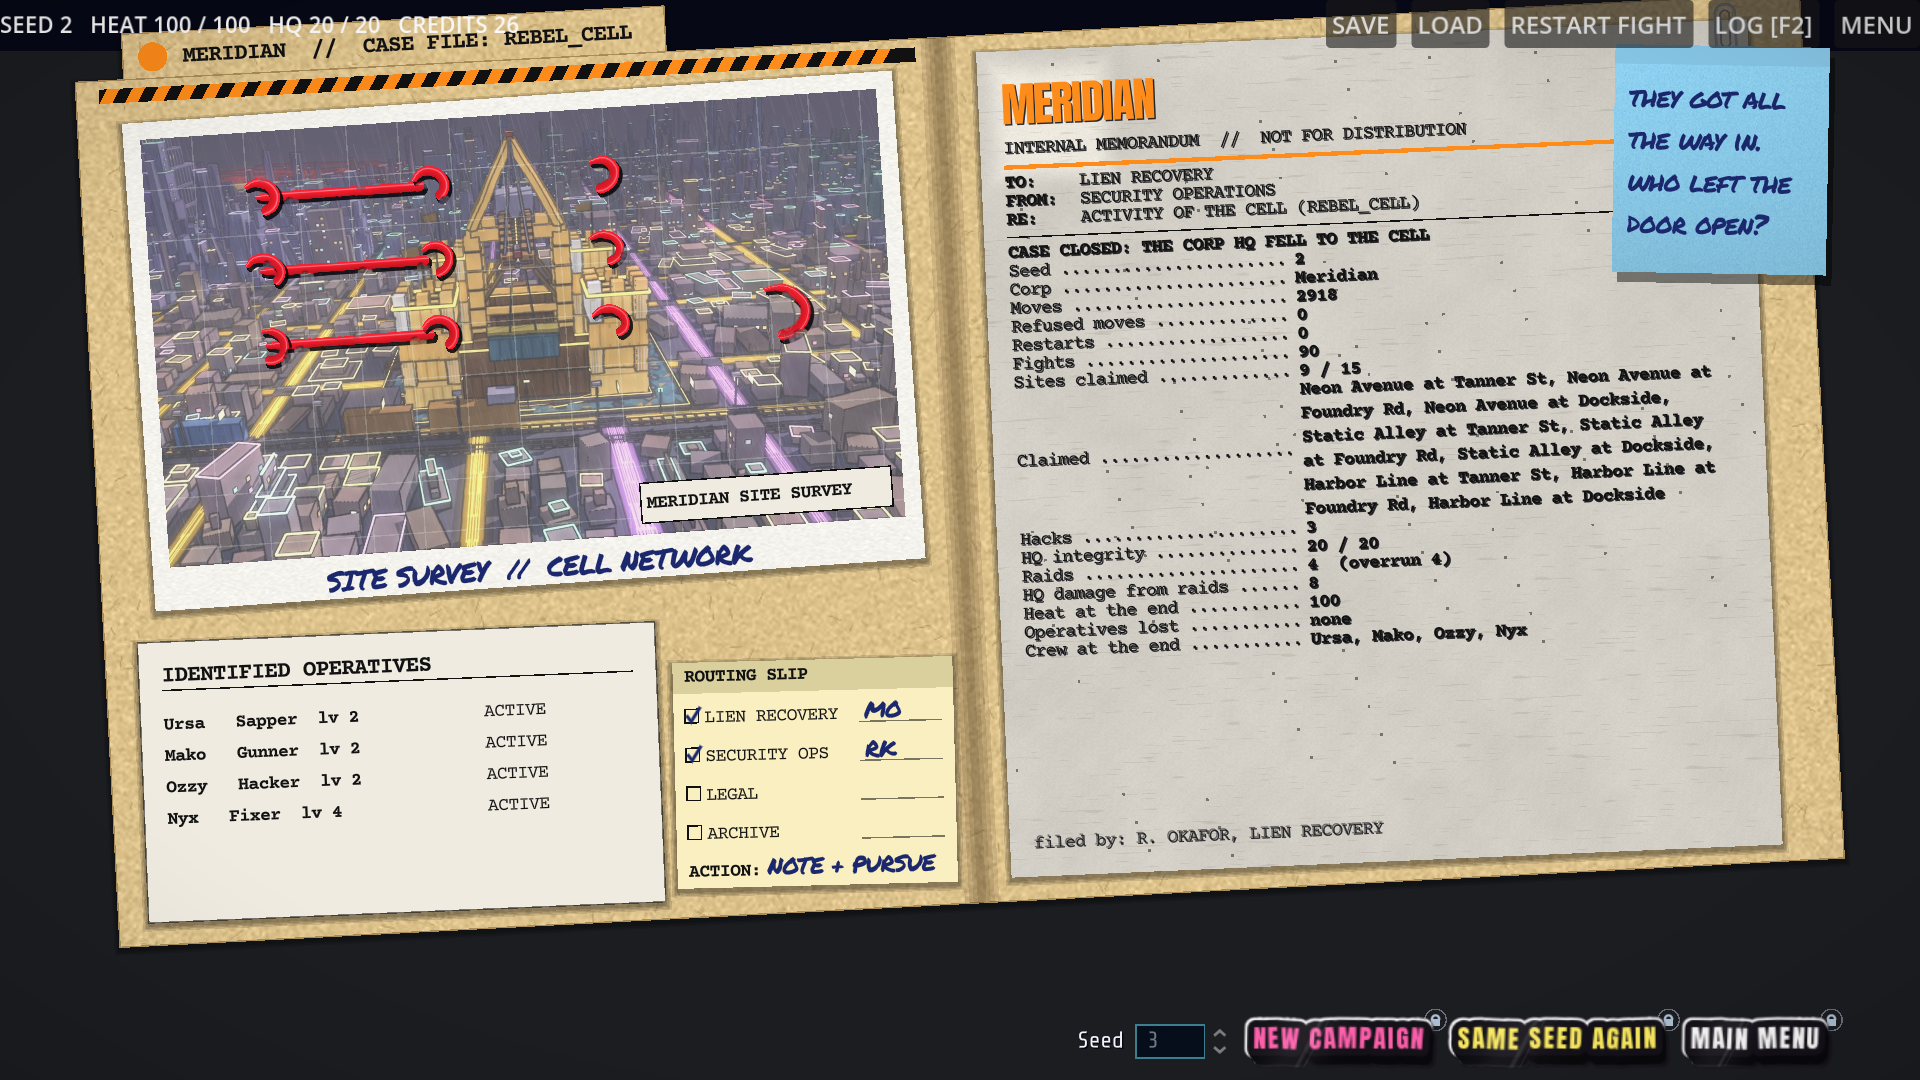 SEED 2 HEAT 100 / 100 HQ 20 / 20 CREDITS 26
SAVE LOAD RESTART FIGHT LOG [F2] MENU
MERIDIAN // CASE FILE: REBEL_CELL
MERIDIAN SITE SURVEY
SITE SURVEY // CELL NETWORK
IDENTIFIED OPERATIVES
Ursa Sapper lv 2 ACTIVE
Mako Gunner lv 2 ACTIVE
Ozzy Hacker lv 2 ACTIVE
Nyx Fixer lv 4 ACTIVE
ROUTING SLIP
LIEN RECOVERY MO
SECURITY OPS RK
LEGAL
ARCHIVE
ACTION: NOTE + PURSUE
MERIDIAN
INTERNAL MEMORANDUM // NOT FOR DISTRIBUTION
TO: LIEN RECOVERY
FROM: SECURITY OPERATIONS
RE: ACTIVITY OF THE CELL (REBEL_CELL)
CASE CLOSED: THE CORP HQ FELL TO THE CELL
Seed ...................... 2
Corp ...................... Meridian
Moves ..................... 2918
Refused moves ............. 0
Restarts .................. 0
Fights .................... 90
Sites claimed ............. 9 / 15
Claimed ................... Neon Avenue at Tanner St, Neon Avenue at
Foundry Rd, Neon Avenue at Dockside,
Static Alley at Tanner St, Static Alley
at Foundry Rd, Static Alley at Dockside,
Harbor Line at Tanner St, Harbor Line at
Foundry Rd, Harbor Line at Dockside
Hacks ..................... 3
HQ integrity .............. 20 / 20
Raids ..................... 4 (overrun 4)
HQ damage from raids ...... 8
Heat at the end ........... 100
Operatives lost ........... none
Crew at the end ........... Ursa, Mako, Ozzy, Nyx
filed by: R. OKAFOR, LIEN RECOVERY
THEY GOT ALL
THE WAY IN.
WHO LEFT THE
DOOR OPEN?
Seed 3 NEW CAMPAIGN SAME SEED AGAIN MAIN MENU